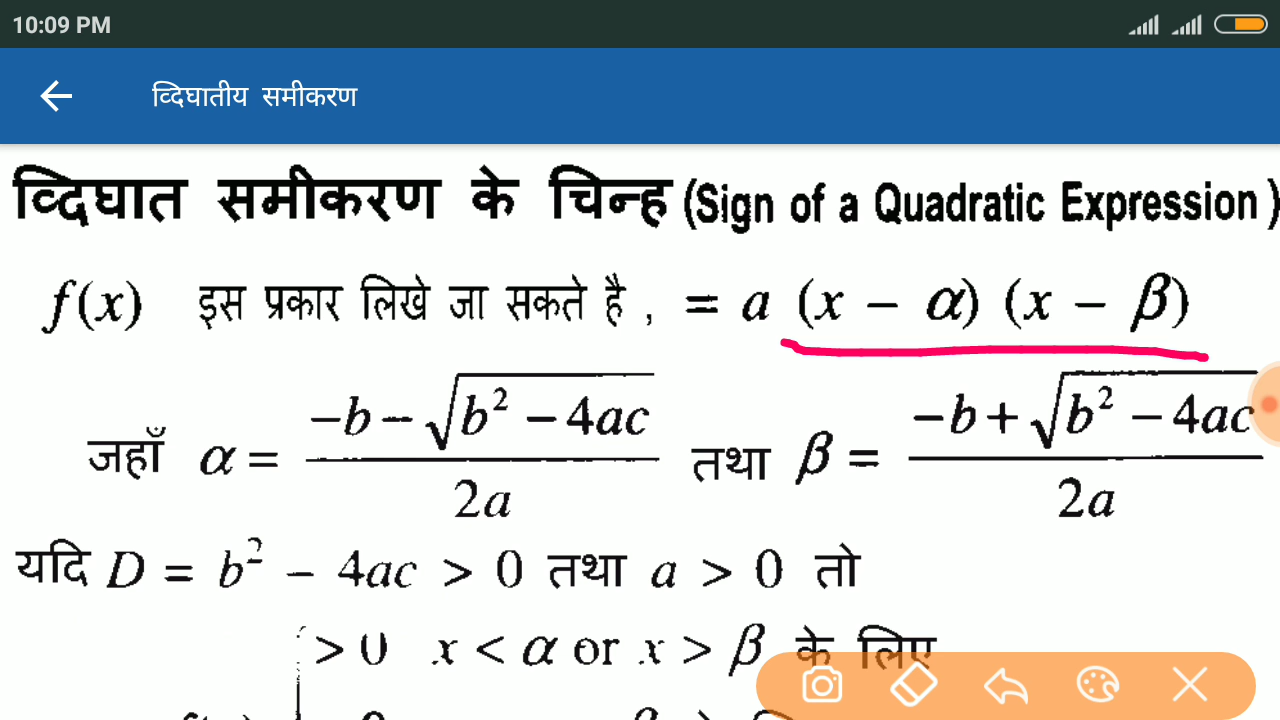 10:09 PM
व्दिघातीय समीकरण
व्दिघात समीकरण के चिन्ह (Sign of a Quadratic Expression)
f(x) इस प्रकार लिखे जा सकते है , = a (x − α) (x − β)
जहाँ α = (−b − √(b² − 4ac)) / 2a तथा β = (−b + √(b² − 4ac)) / 2a
यदि D = b² − 4ac > 0 तथा a > 0 तो
> 0 x < α or x > β के लिए